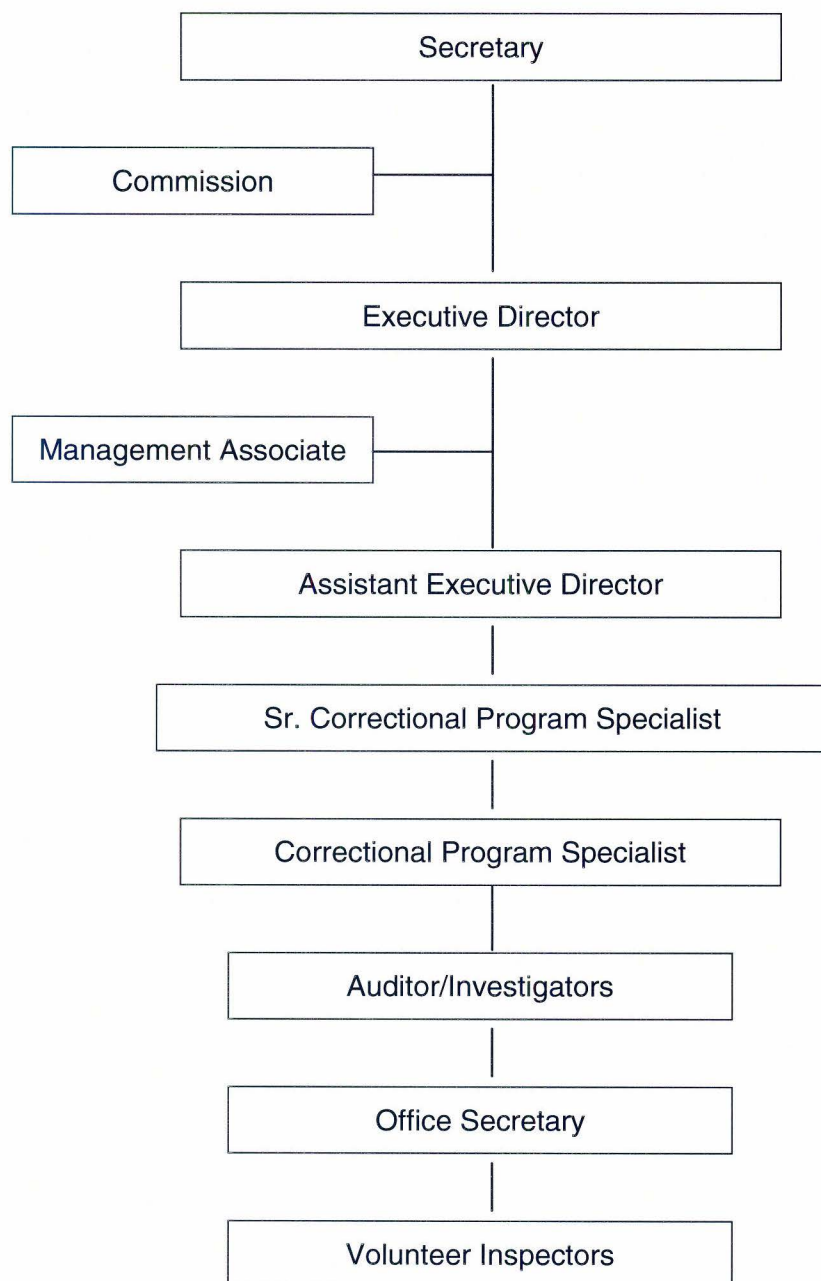 Secretary
Commission
Executive Director
Management Associate
Assistant Executive Director
Sr. Correctional Program Specialist
Correctional Program Specialist
Auditor/Investigators
Office Secretary
Volunteer Inspectors